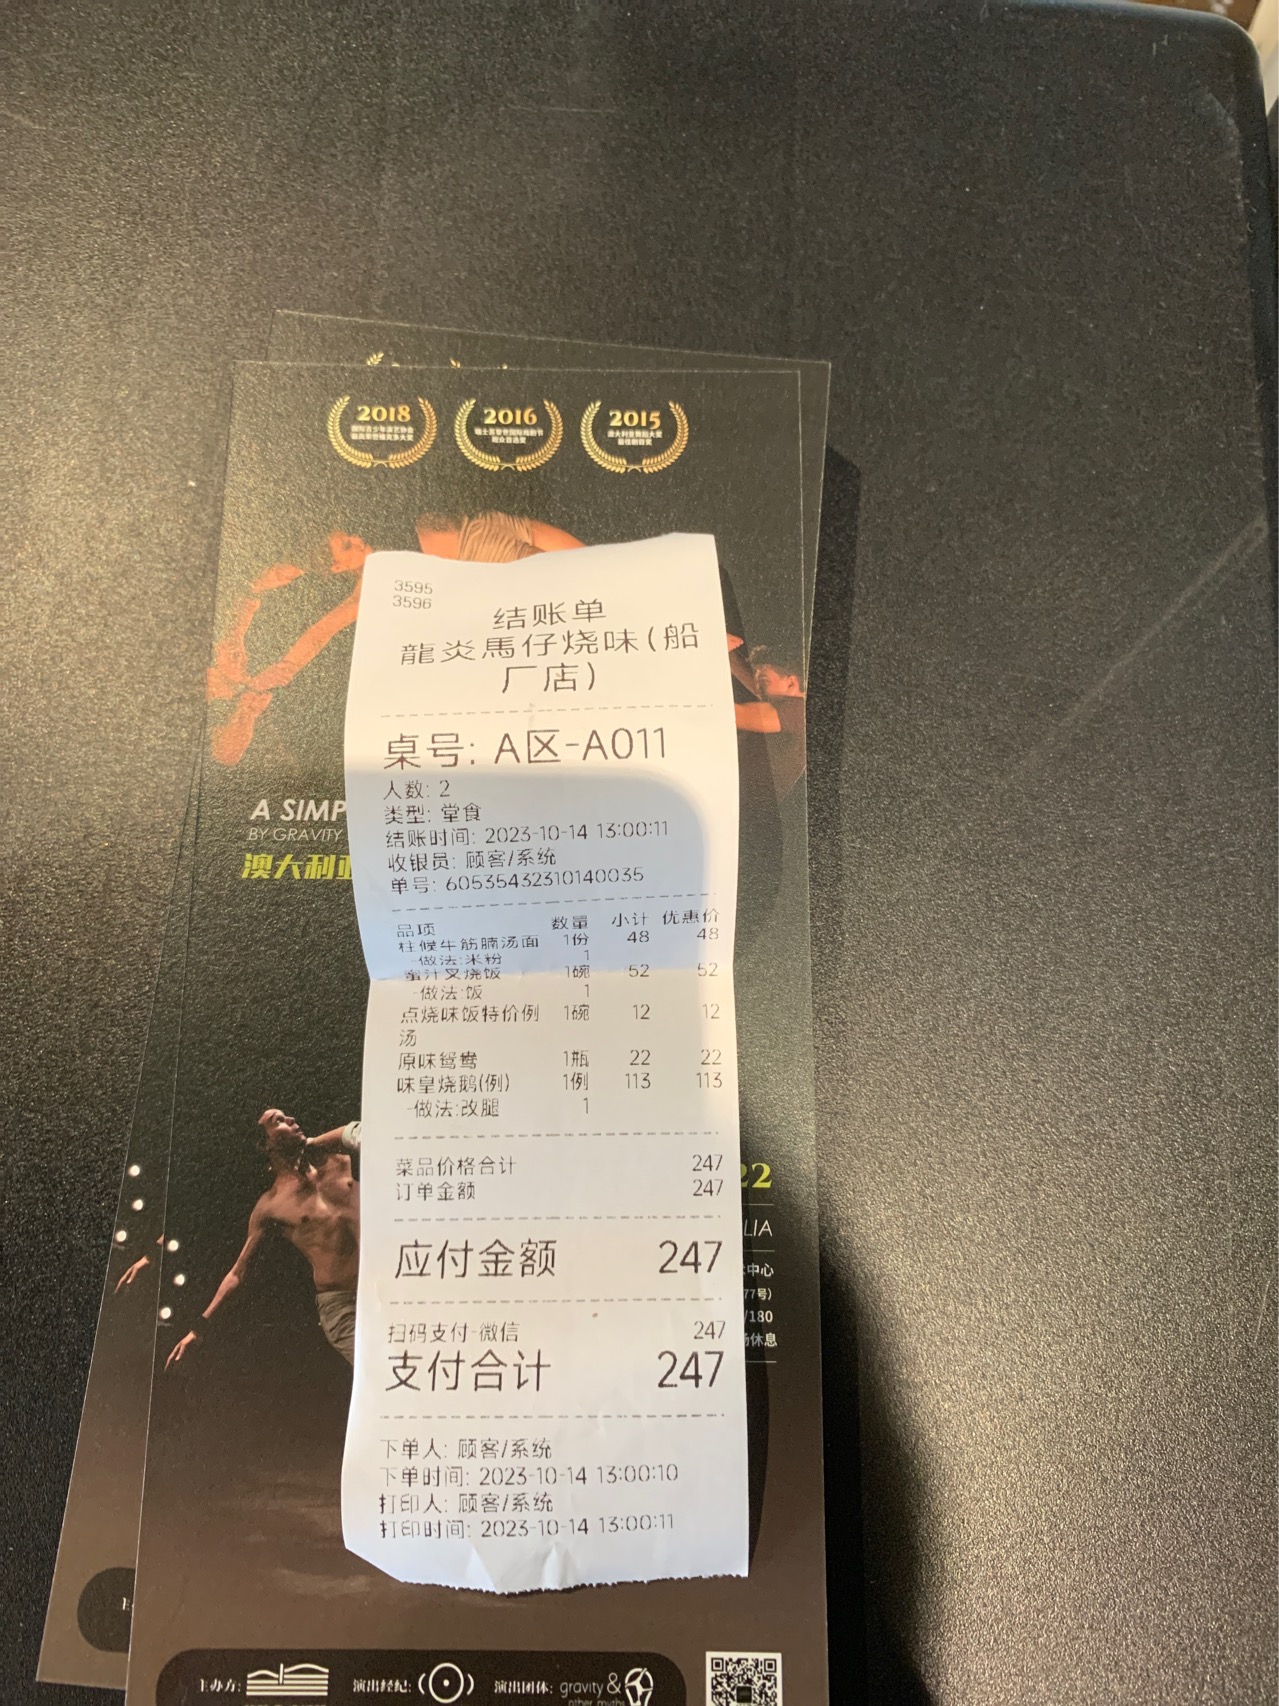 2018
2016
2015
3595
3596
结账单
龍炎馬仔烧味(船
厂店)
桌号: A区-A011
人数: 2
类型: 堂食
结账时间: 2023-10-14 13:00:11
收银员: 顾客/系统
单号: 605354432310140035
品项 数量 小计 优惠价
柱候牛筋腩汤面 1份 48 48
-做法:米粉 1
蜜汁叉烧饭 1碗 52 52
-做法:饭 1
点烧味饭特价例 1碗 12 12
汤
原味鸳鸯 1瓶 22 22
味皇烧鹅(例) 1例 113 113
-做法:改腿 1
菜品价格合计 247
订单金额 247
应付金额 247
扫码支付-微信 247
支付合计 247
下单人: 顾客/系统
下单时间: 2023-10-14 13:00:10
打印人: 顾客/系统
打印时间: 2023-10-14 13:00:11
A SIMP
BY GRAVITY
澳大利亚
22
LIA
中心
77号)
/180
休息
主办方:
演出经纪:
演出团体: gravity &
other myths